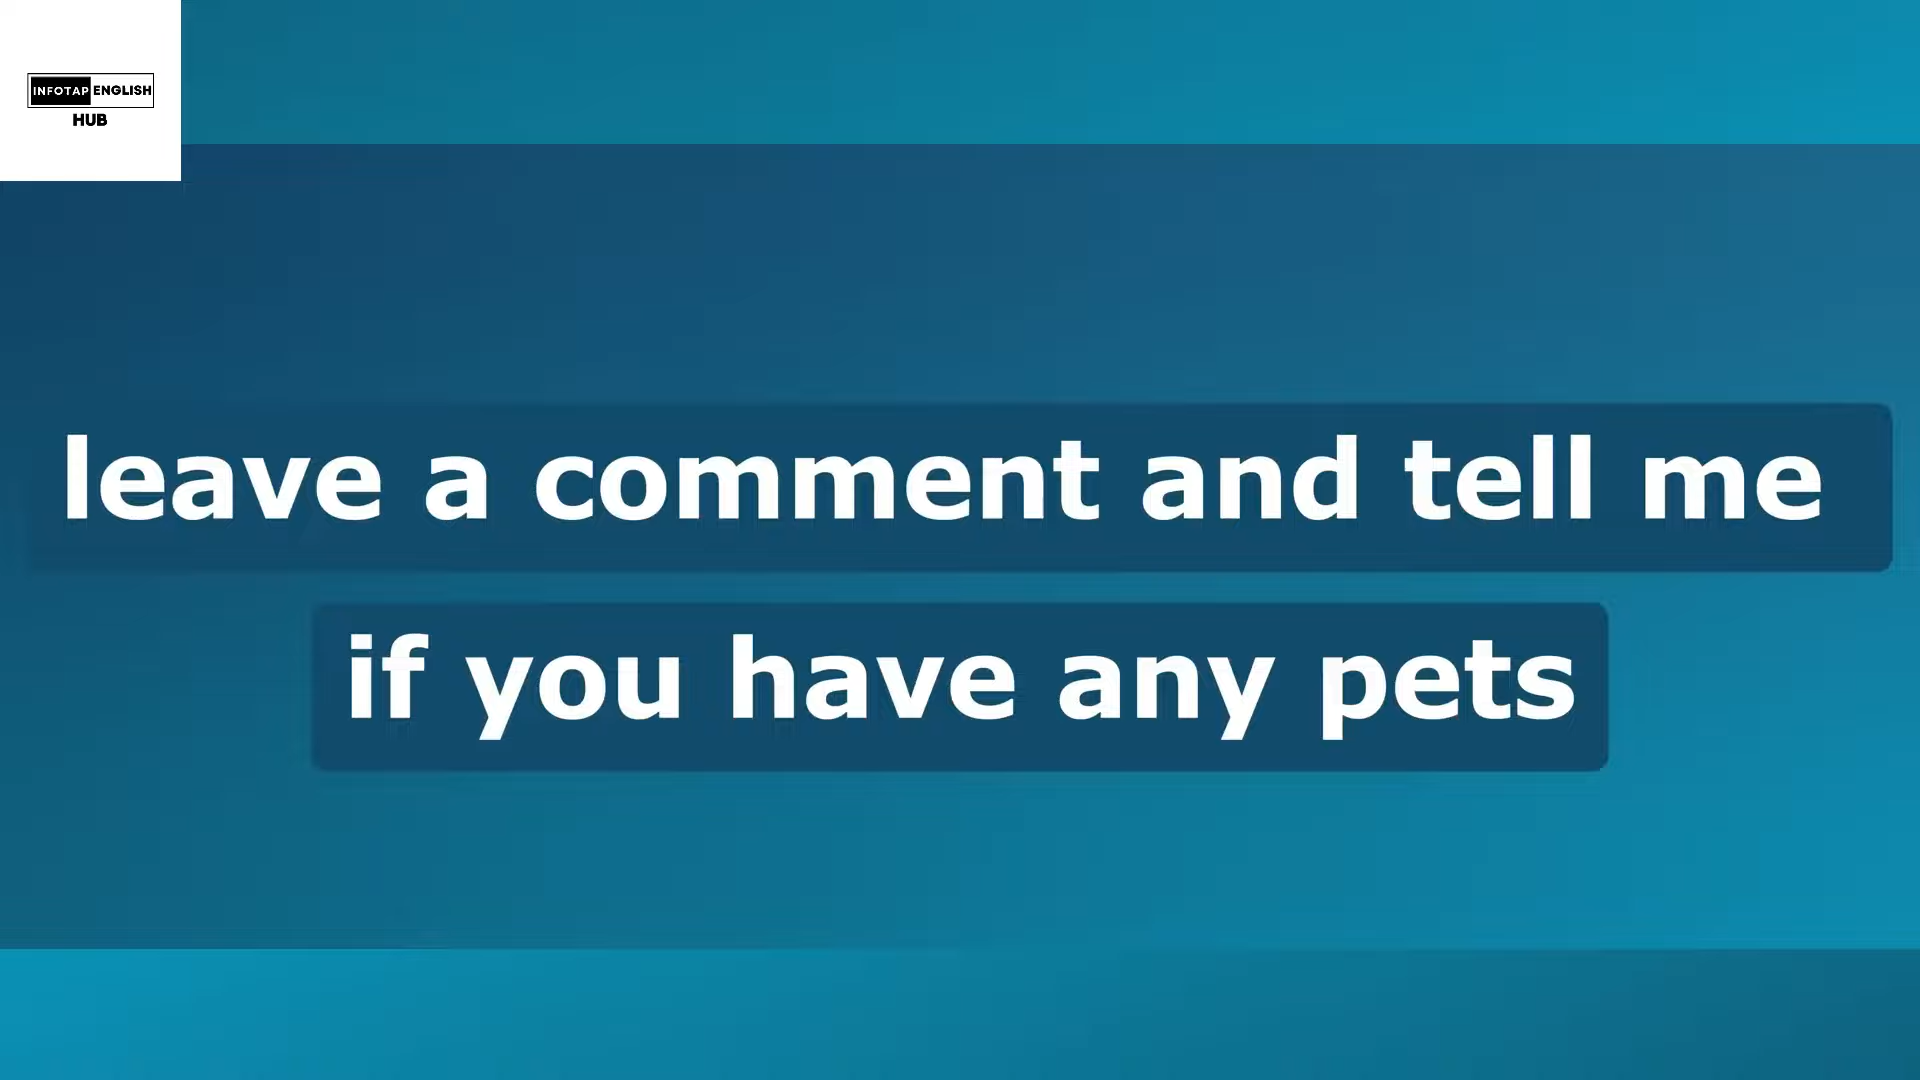 INFOTAP ENGLISH
HUB
leave a comment and tell me
if you have any pets